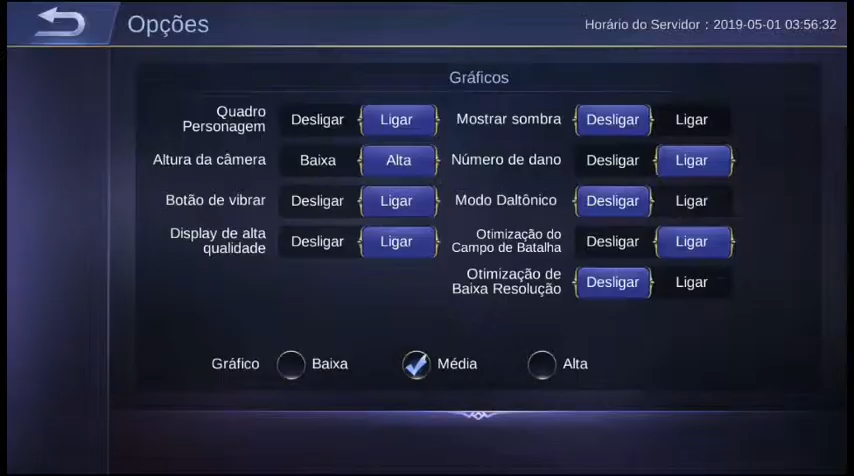 Opções
Horário do Servidor : 2019-05-01 03:56:32
Gráficos
Quadro
Personagem
Desligar Ligar
Mostrar sombra Desligar Ligar
Altura da câmera Baixa Alta
Número de dano Desligar Ligar
Botão de vibrar Desligar Ligar
Modo Daltônico Desligar Ligar
Display de alta
qualidade
Desligar Ligar
Otimização do
Campo de Batalha
Desligar Ligar
Otimização de
Baixa Resolução
Desligar Ligar
Gráfico Baixa Média Alta